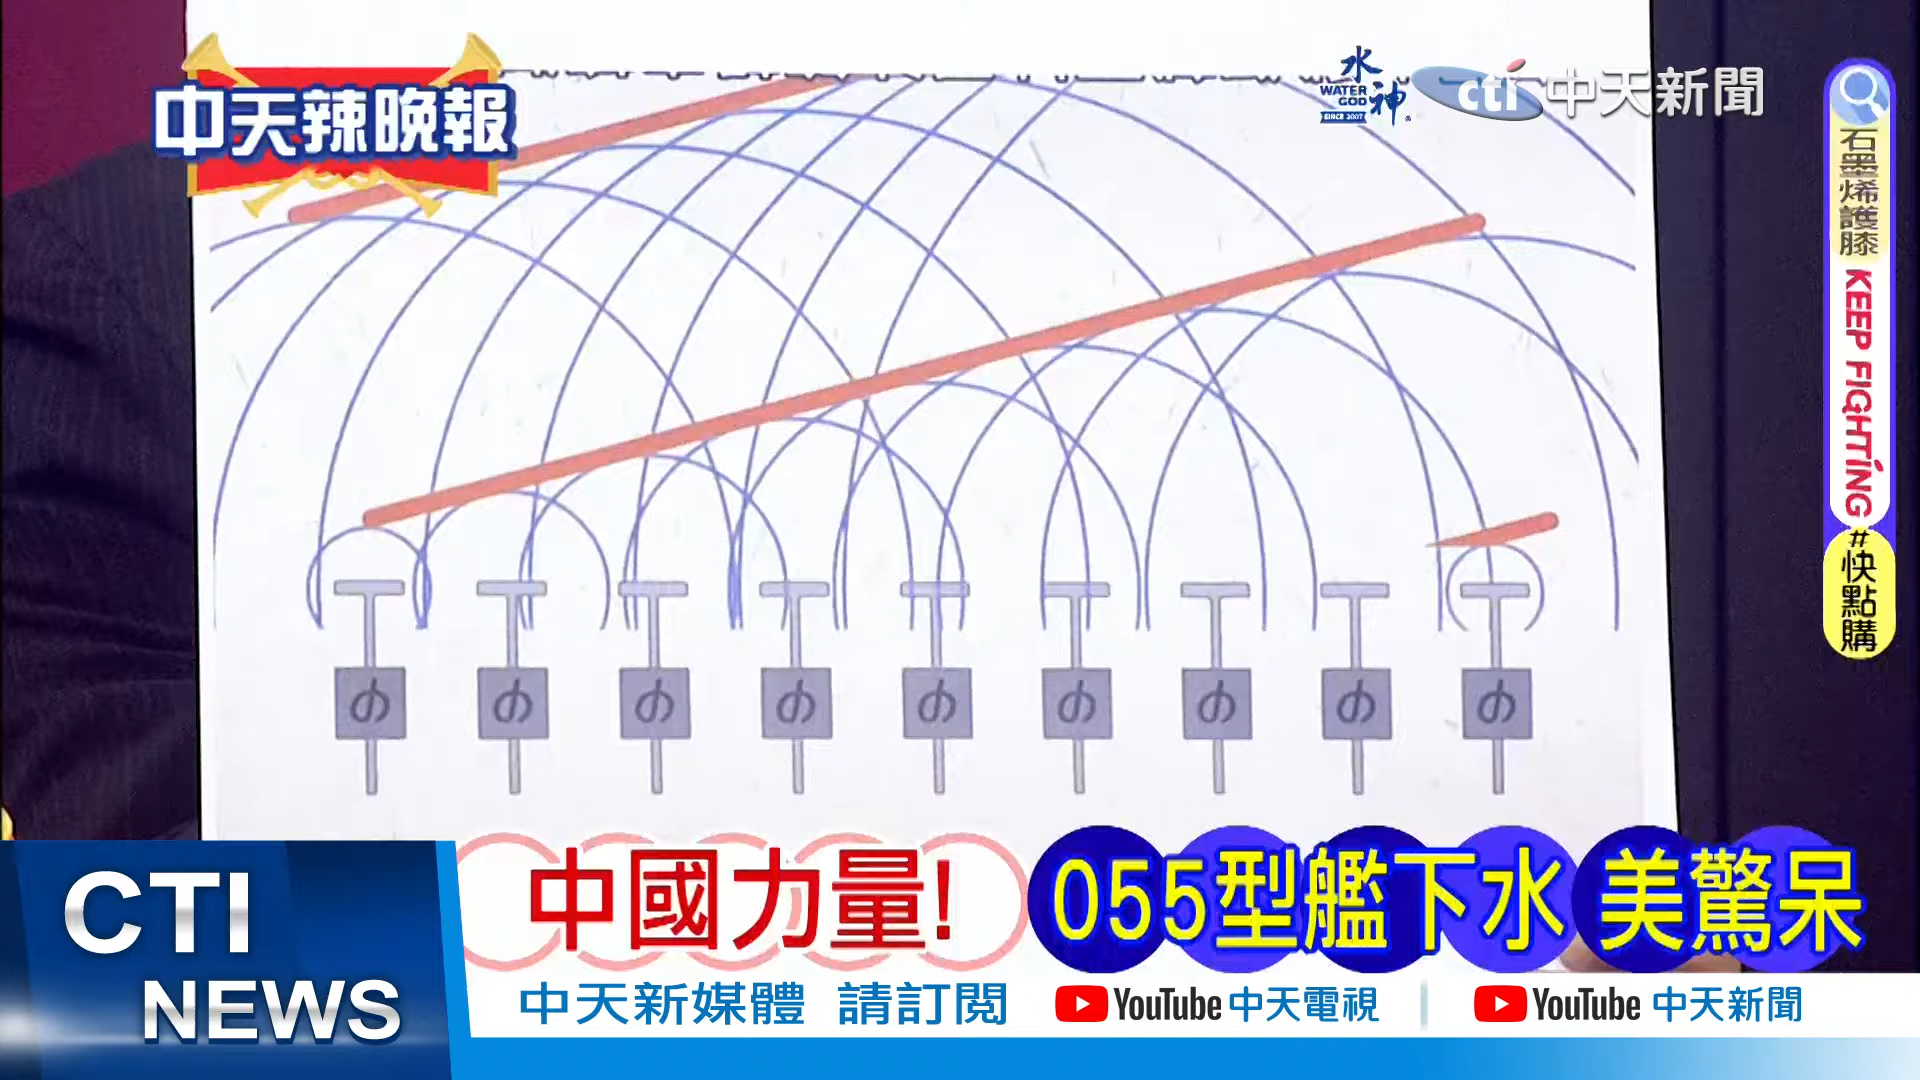 中天辣晚報
水神
WATER GOD
SINCE 2007
cti 中天新聞
石墨烯護膝 KEEP FIGHTING #快點購
Φ Φ Φ Φ Φ Φ Φ Φ Φ
CTI NEWS
中國力量! 055型艦下水 美驚呆
中天新媒體 請訂閱 YouTube 中天電視 | YouTube 中天新聞